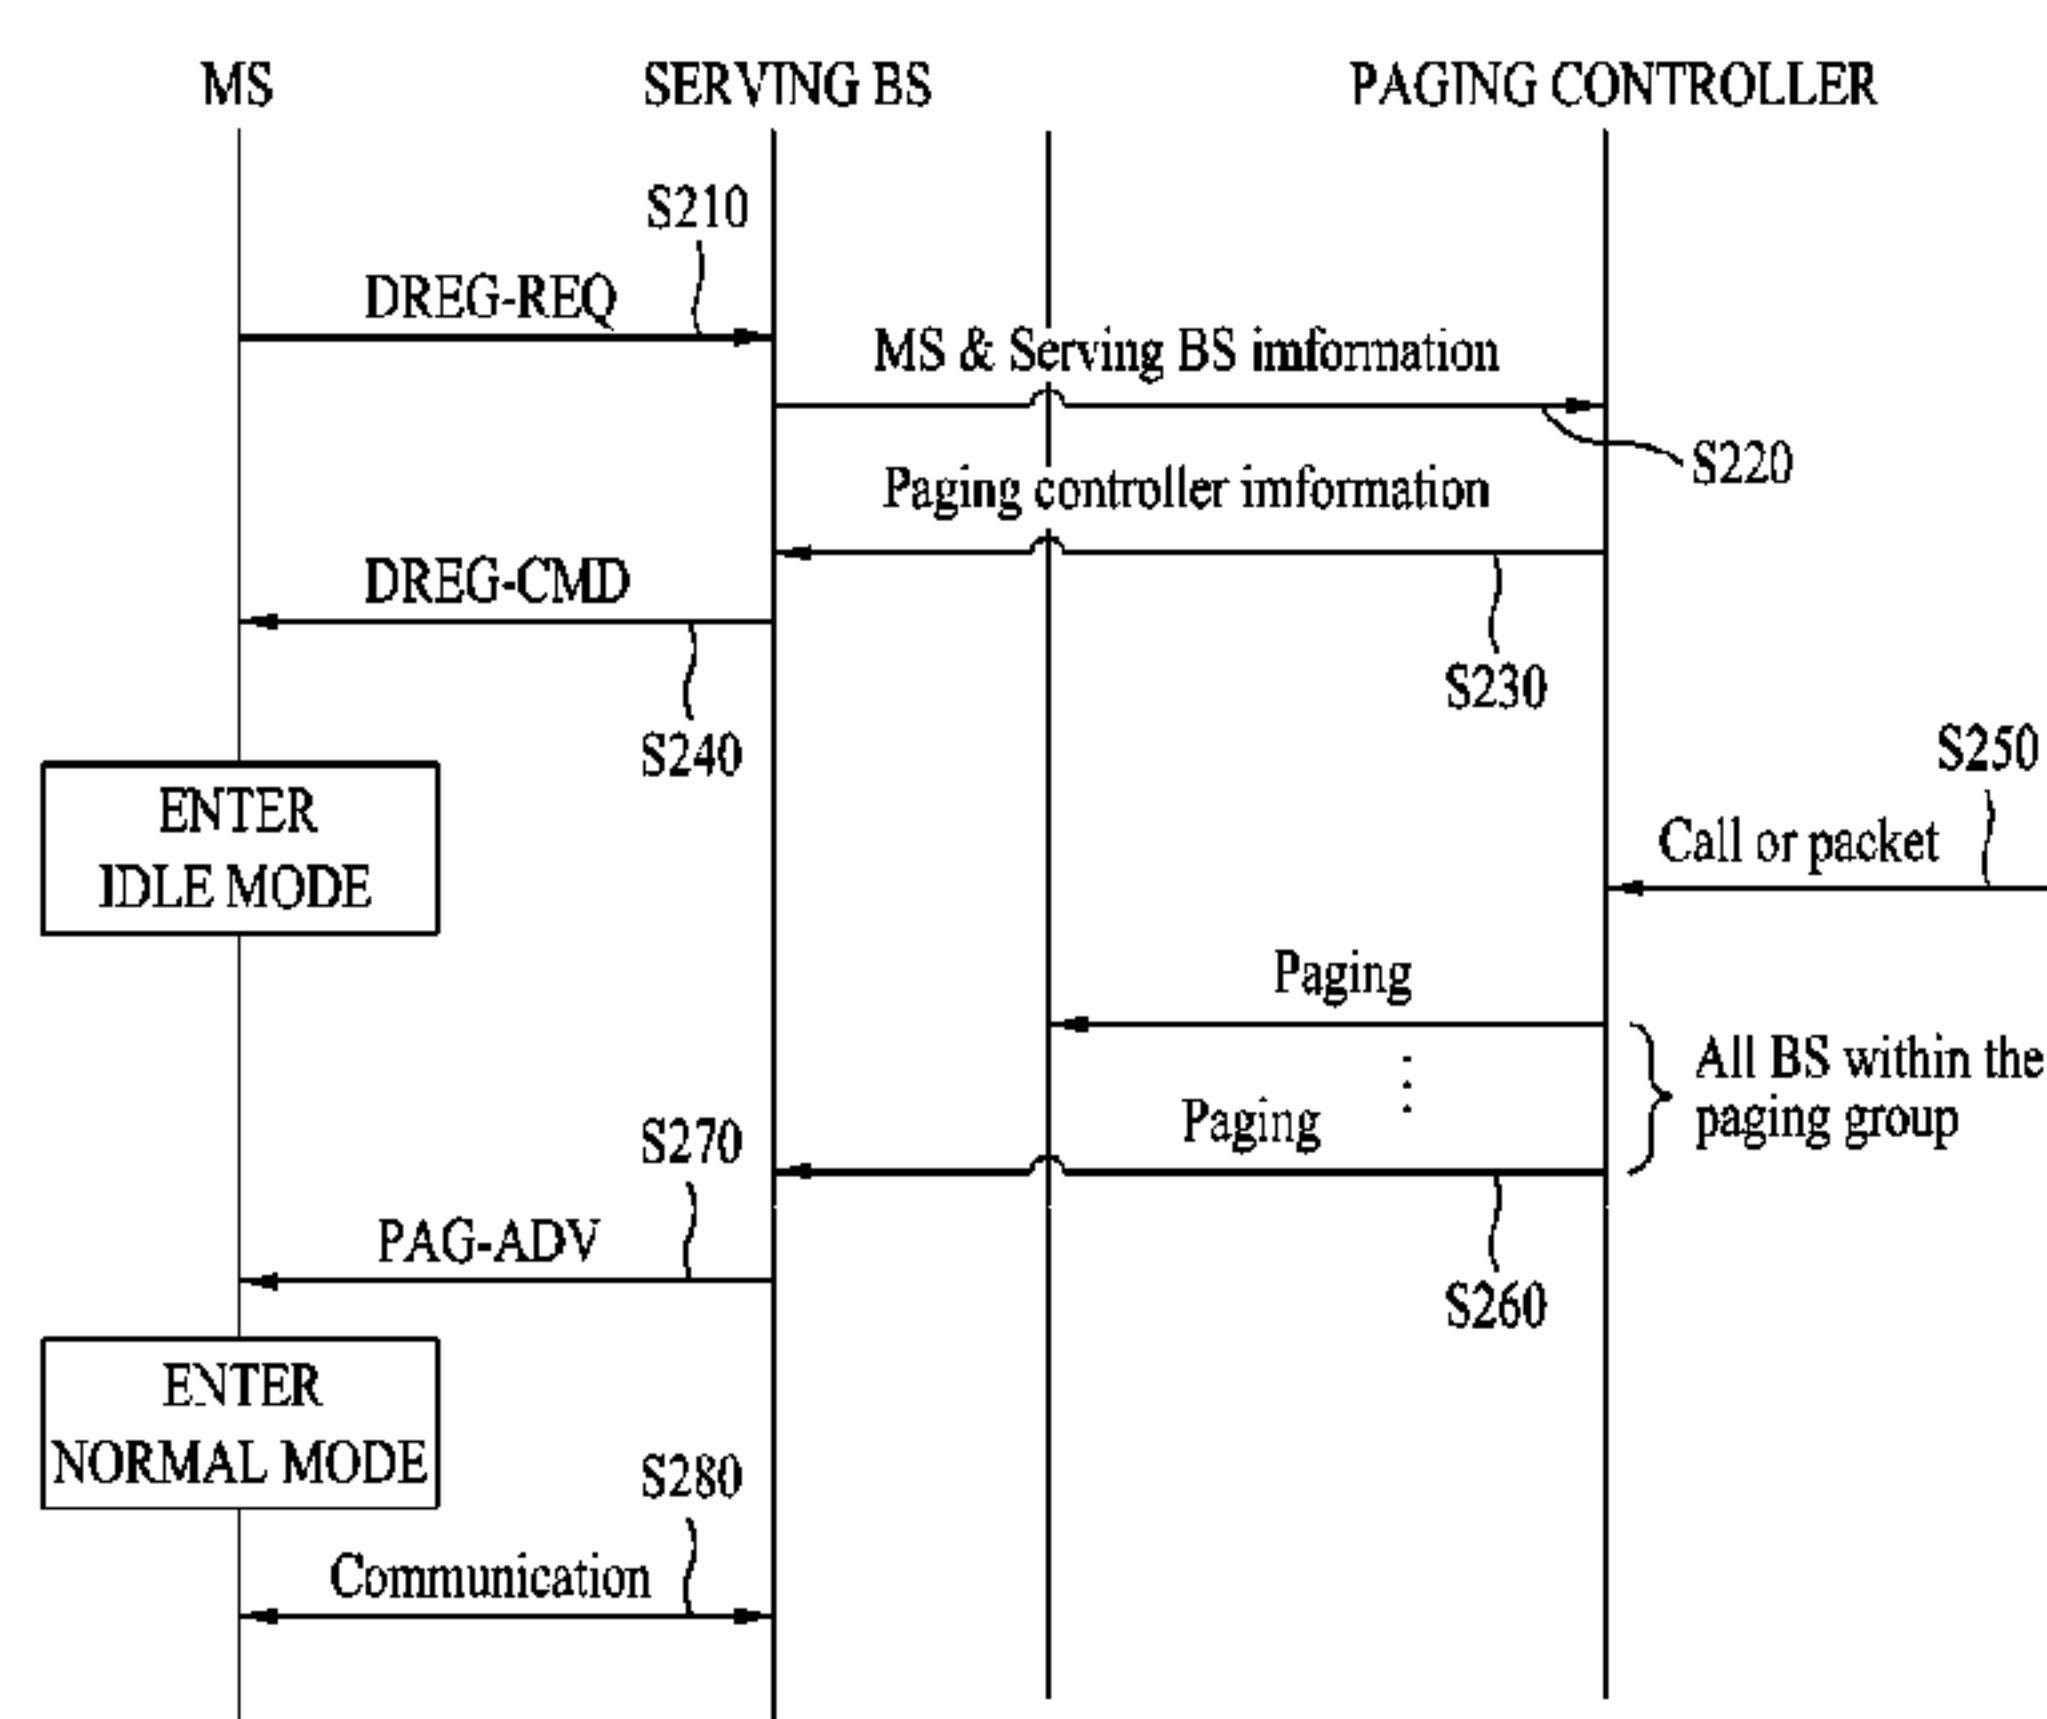 MS
SERVING BS
PAGING CONTROLLER
S210
DREG-REQ
MS & Serving BS imformation
S220
Paging controller imformation
DREG-CMD
S230
S240
S250
ENTER
IDLE MODE
Call or packet
Paging
All BS within the
paging group
Paging
S270
PAG-ADV
S260
ENTER
NORMAL MODE
S280
Communication